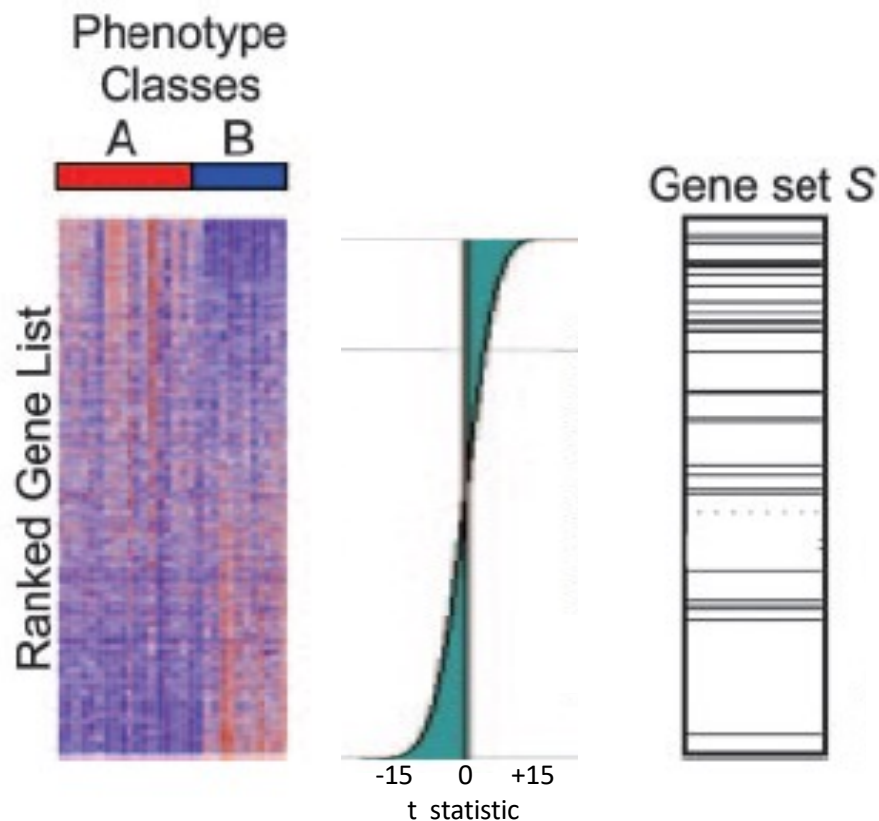 Phenotype
Classes
A B
Gene set S
Ranked Gene List
-15 0 +15
t statistic